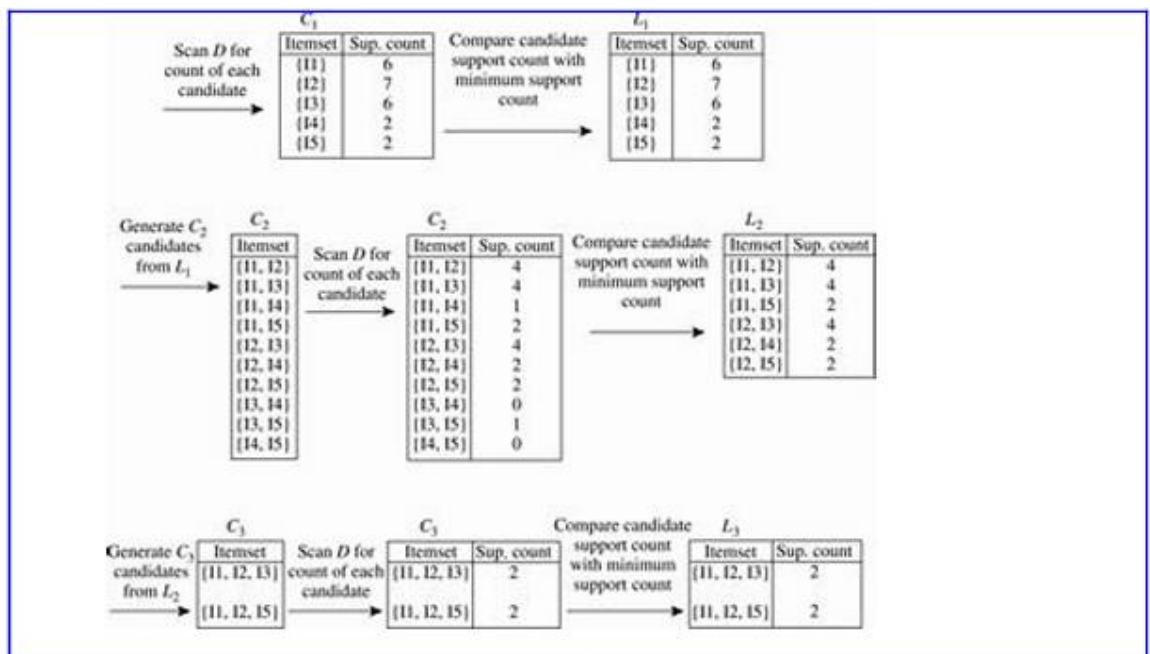 C1
L1
Scan D for
count of each
candidate
Itemset Sup. count
{I1} 6
{I2} 7
{I3} 6
{I4} 2
{I5} 2
Compare candidate
support count with
minimum support
count
Itemset Sup. count
{I1} 6
{I2} 7
{I3} 6
{I4} 2
{I5} 2
Generate C2
candidates
from L1
C2
Itemset
{I1, I2}
{I1, I3}
{I1, I4}
{I1, I5}
{I2, I3}
{I2, I4}
{I2, I5}
{I3, I4}
{I3, I5}
{I4, I5}
Scan D for
count of each
candidate
C2
Itemset Sup. count
{I1, I2} 4
{I1, I3} 4
{I1, I4} 1
{I1, I5} 2
{I2, I3} 4
{I2, I4} 2
{I2, I5} 2
{I3, I4} 0
{I3, I5} 1
{I4, I5} 0
Compare candidate
support count with
minimum support
count
L2
Itemset Sup. count
{I1, I2} 4
{I1, I3} 4
{I1, I5} 2
{I2, I3} 4
{I2, I4} 2
{I2, I5} 2
Generate C3
candidates
from L2
C3
Itemset
{I1, I2, I3}
{I1, I2, I5}
Scan D for
count of each
candidate
C3
Itemset Sup. count
{I1, I2, I3} 2
{I1, I2, I5} 2
Compare candidate
support count
with minimum
support count
L3
Itemset Sup. count
{I1, I2, I3} 2
{I1, I2, I5} 2